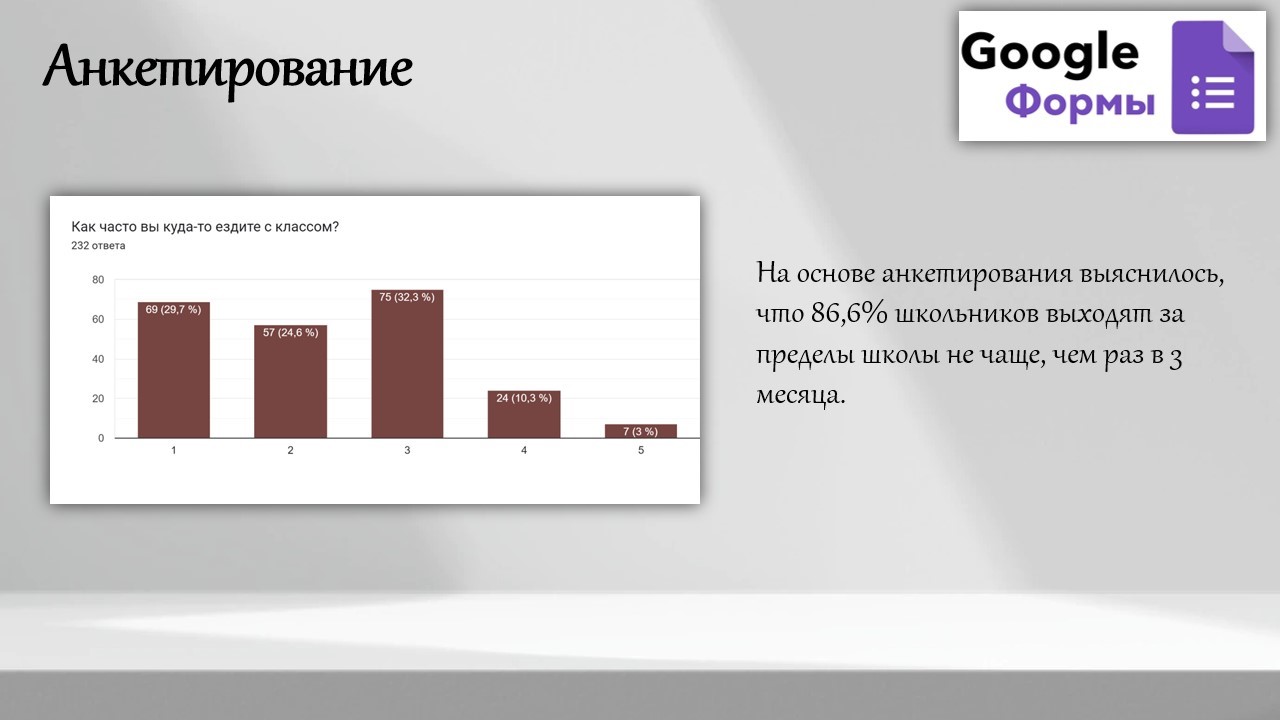 Анкетирование
Google
Формы
Как часто вы куда-то ездите с классом?
232 ответа
80
60
40
20
0
69 (29,7 %)
57 (24,6 %)
75 (32,3 %)
24 (10,3 %)
7 (3 %)
1
2
3
4
5
На основе анкетирования выяснилось,
что 86,6% школьников выходят за
пределы школы не чаще, чем раз в 3
месяца.